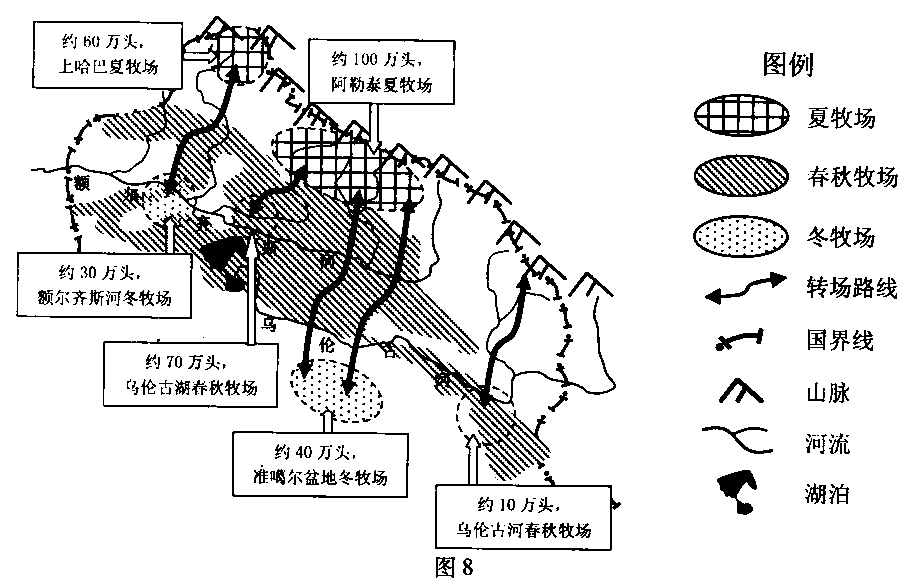 约 60 万头，
上哈巴夏牧场
约 100 万头，
阿勒泰夏牧场
图例
夏牧场
春秋牧场
冬牧场
转场路线
国界线
山脉
河流
湖泊
额
尔
齐
斯
河
约 30 万头，
额尔齐斯河冬牧场
乌
伦
古
河
约 70 万头，
乌伦古湖春秋牧场
约 40 万头，
准噶尔盆地冬牧场
约 10 万头，
乌伦古河春秋牧场
图 8